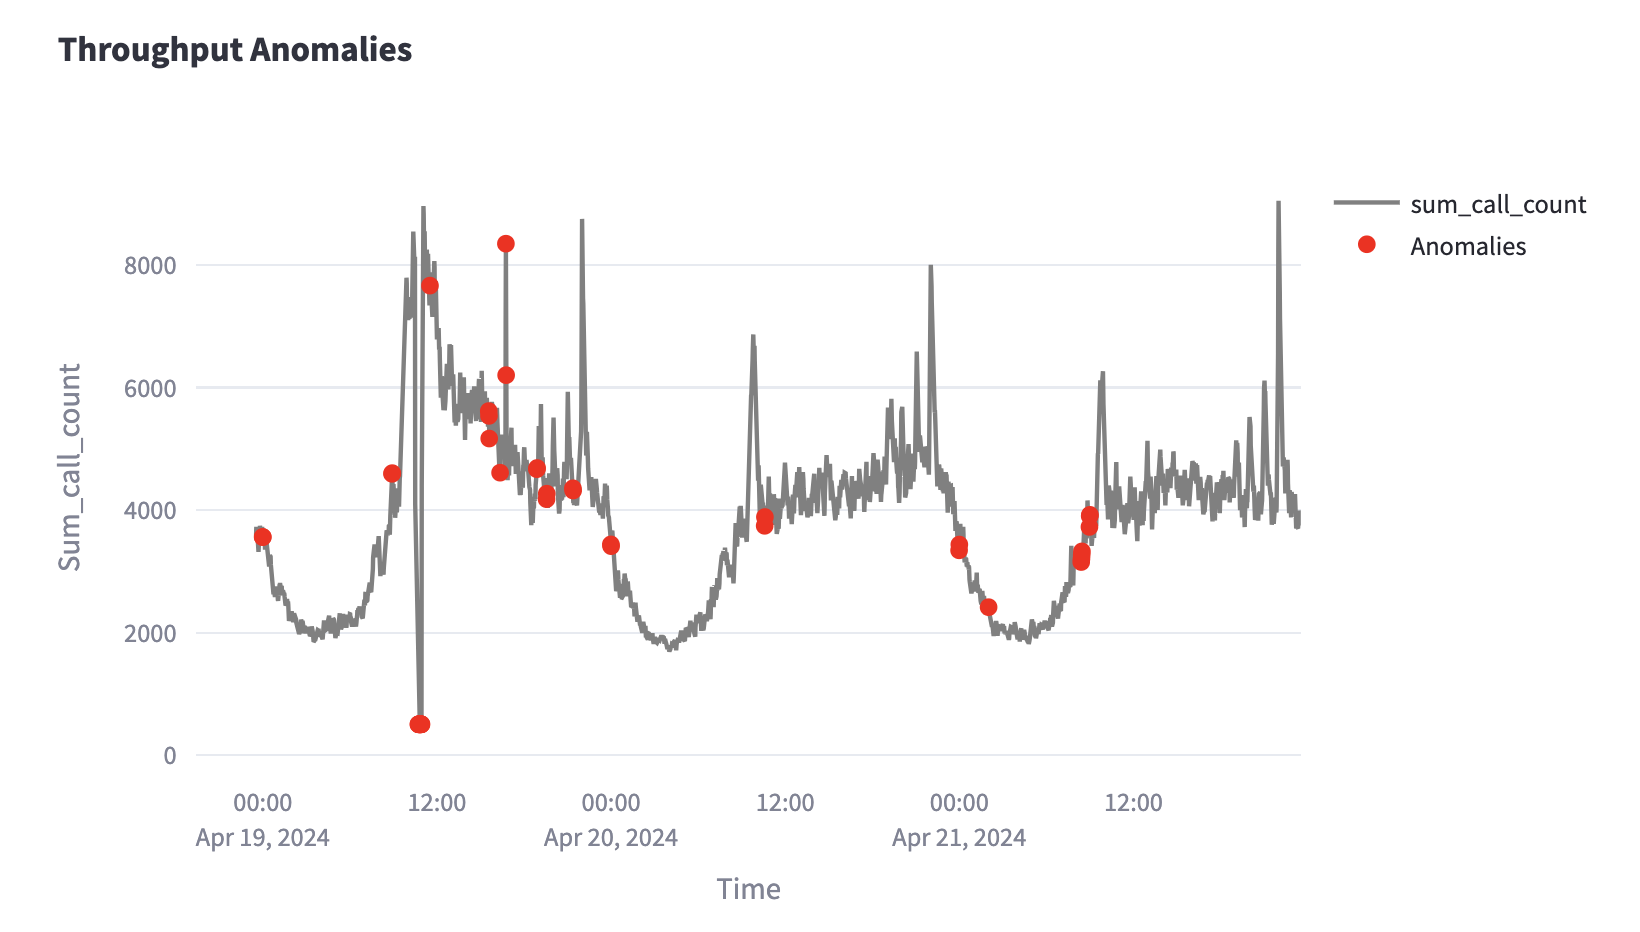 Throughput Anomalies
sum_call_count
Anomalies
8000
6000
4000
2000
0
Sum_call_count
00:00 12:00 00:00 12:00 00:00 12:00
Apr 19, 2024 Apr 20, 2024 Apr 21, 2024
Time